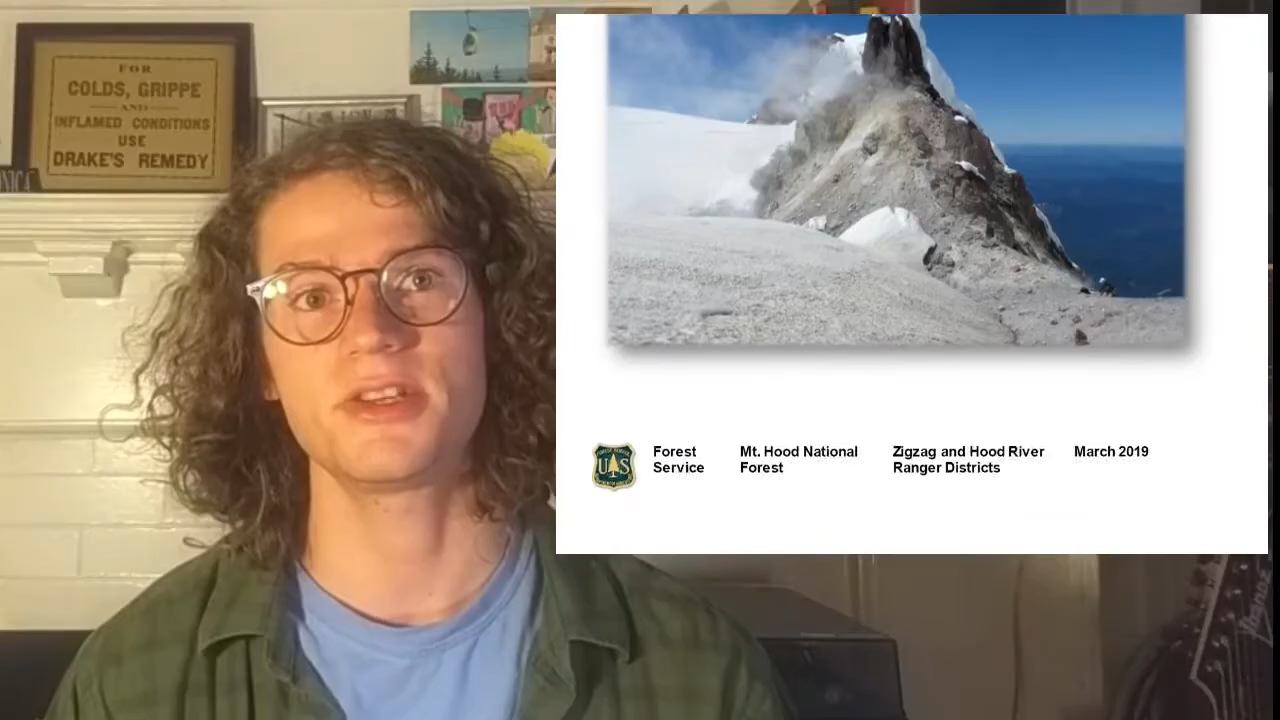 FOR
COLDS, GRIPPE
AND
INFLAMED CONDITIONS
USE
DRAKE'S REMEDY
Forest
Service
Mt. Hood National
Forest
Zigzag and Hood River
Ranger Districts
March 2019
US